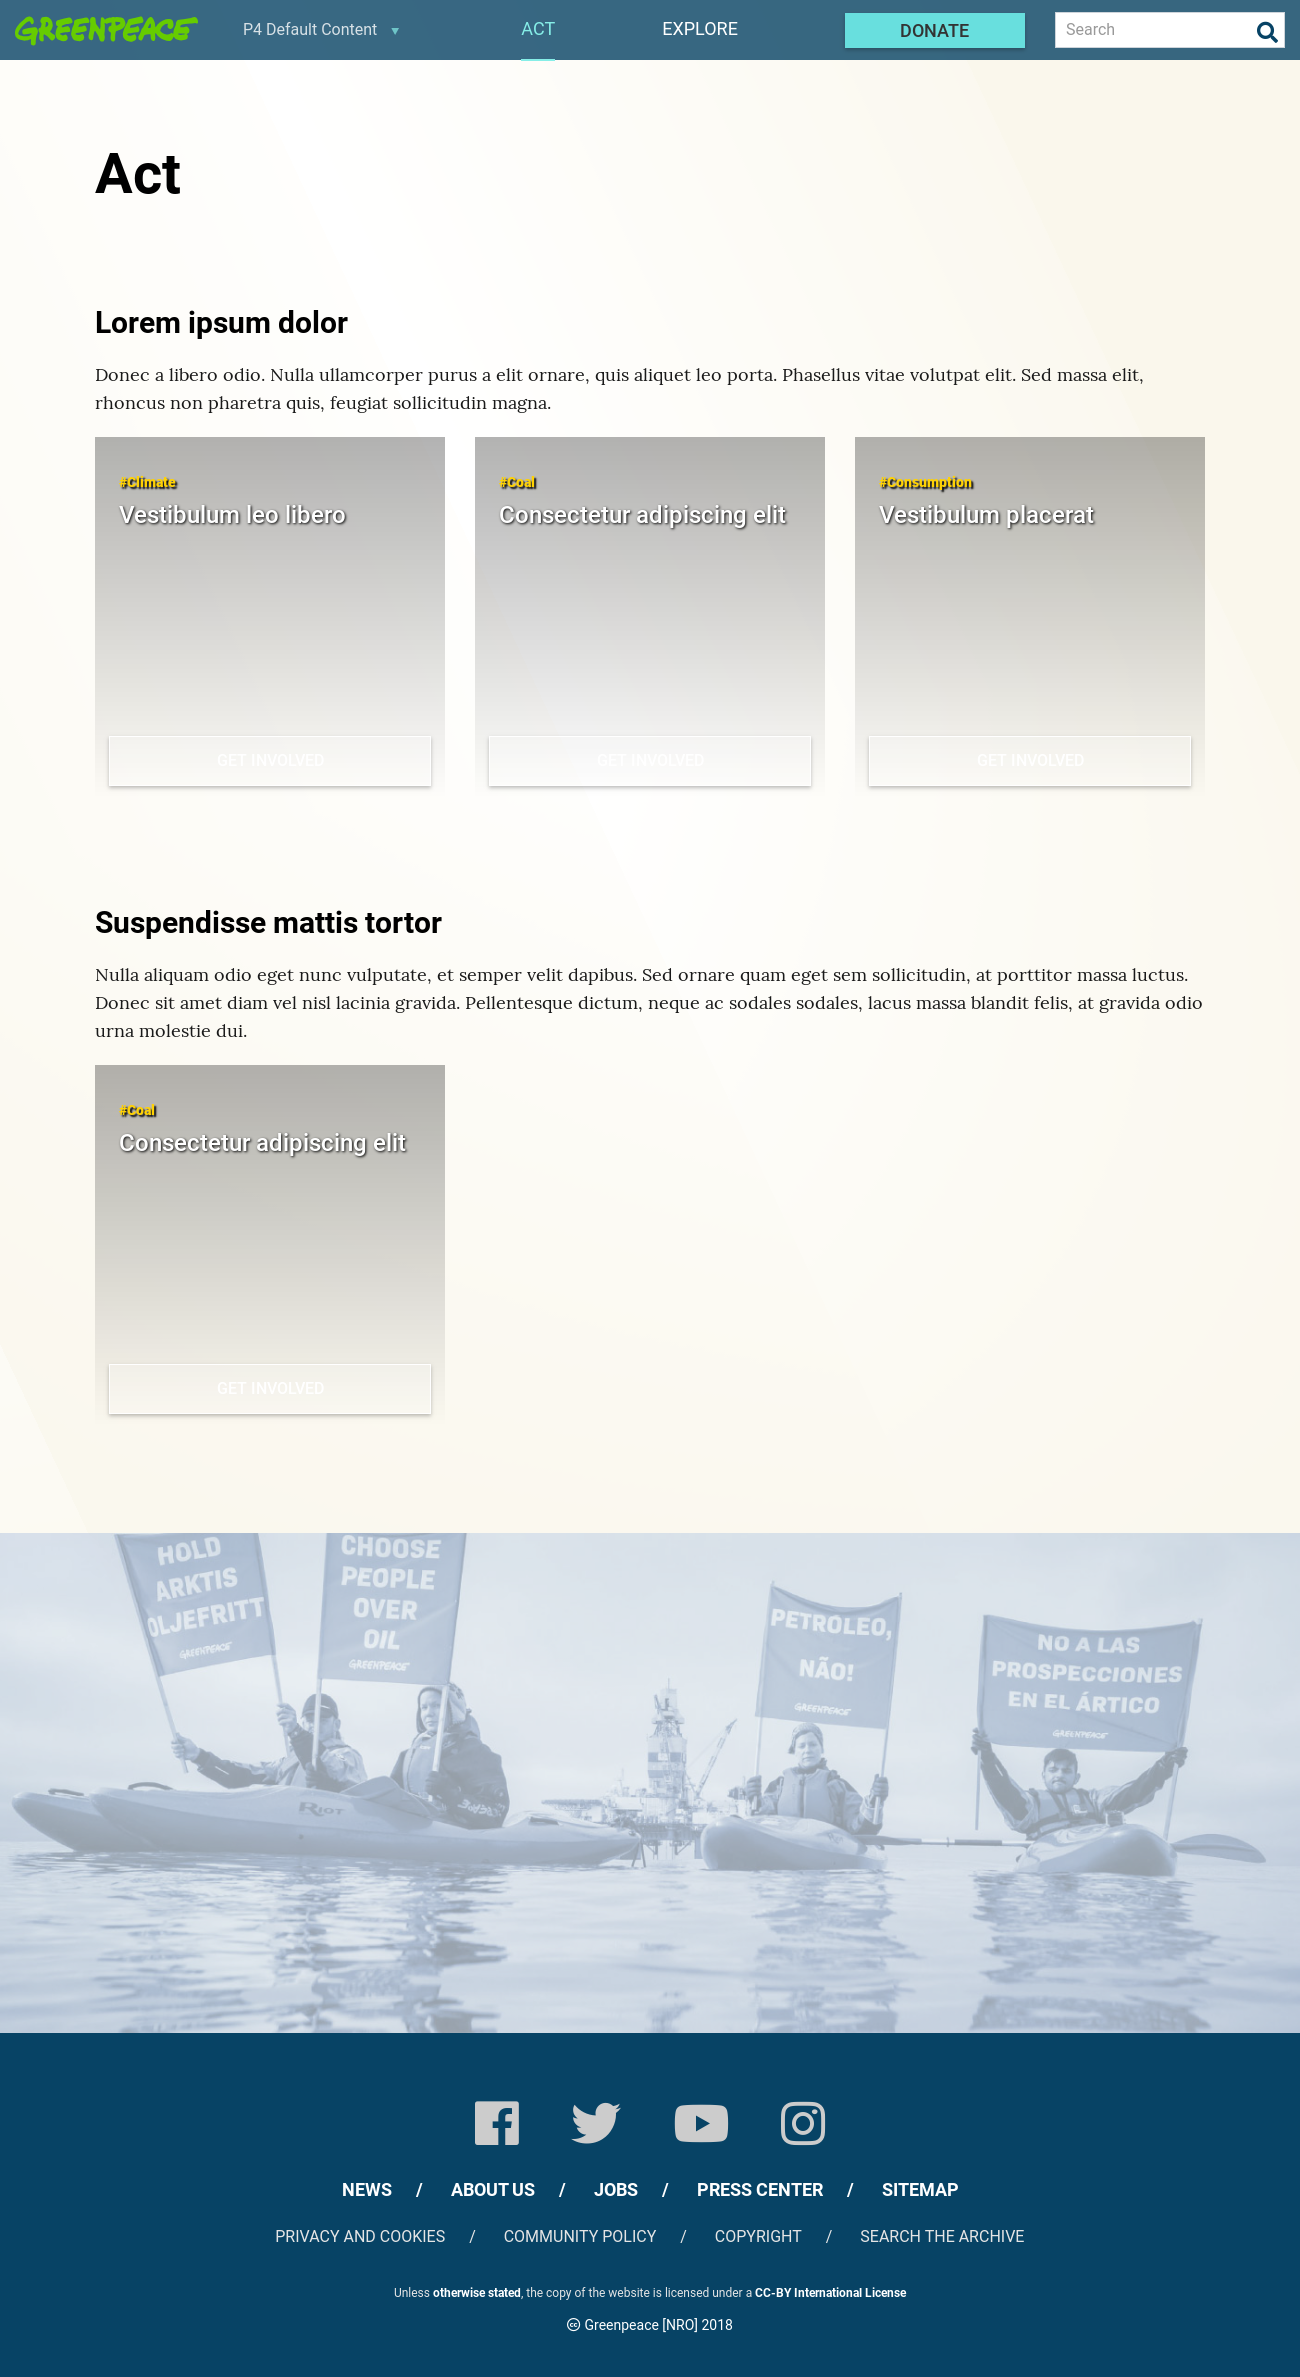 GREENPEACE P4 Default Content ▼ ACT EXPLORE DONATE Search
Act
Lorem ipsum dolor
Donec a libero odio. Nulla ullamcorper purus a elit ornare, quis aliquet leo porta. Phasellus vitae volutpat elit. Sed massa elit,
rhoncus non pharetra quis, feugiat sollicitudin magna.
#Climate
Vestibulum leo libero
GET INVOLVED
#Coal
Consectetur adipiscing elit
GET INVOLVED
#Consumption
Vestibulum placerat
GET INVOLVED
Suspendisse mattis tortor
Nulla aliquam odio eget nunc vulputate, et semper velit dapibus. Sed ornare quam eget sem sollicitudin, at porttitor massa luctus.
Donec sit amet diam vel nisl lacinia gravida. Pellentesque dictum, neque ac sodales sodales, lacus massa blandit felis, at gravida odio
urna molestie dui.
#Coal
Consectetur adipiscing elit
GET INVOLVED
HOLD
ARKTIS
OLJEFRITT
GREENPEACE
CHOOSE
PEOPLE
OVER
OIL
GREENPEACE
PETROLEO,
NÃO!
GREENPEACE
NO A LAS
PROSPECCIONES
EN EL ÁRTICO
GREENPEACE
RIOT
NEWS / ABOUT US / JOBS / PRESS CENTER / SITEMAP
PRIVACY AND COOKIES / COMMUNITY POLICY / COPYRIGHT / SEARCH THE ARCHIVE
Unless otherwise stated, the copy of the website is licensed under a CC-BY International License
Greenpeace [NRO] 2018